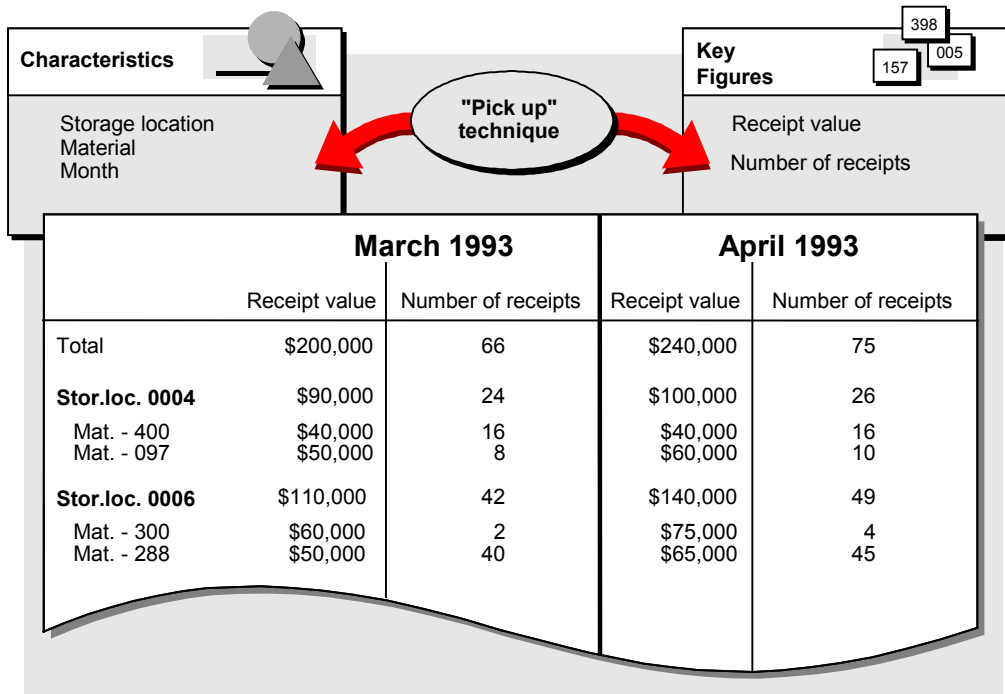 Characteristics
Storage location
Material
Month
"Pick up"
technique
Key
Figures
398
157
005
Receipt value
Number of receipts
March 1993 April 1993
Receipt value Number of receipts Receipt value Number of receipts
Total $200,000 66 $240,000 75
Stor.loc. 0004 $90,000 24 $100,000 26
Mat. - 400 $40,000 16 $40,000 16
Mat. - 097 $50,000 8 $60,000 10
Stor.loc. 0006 $110,000 42 $140,000 49
Mat. - 300 $60,000 2 $75,000 4
Mat. - 288 $50,000 40 $65,000 45